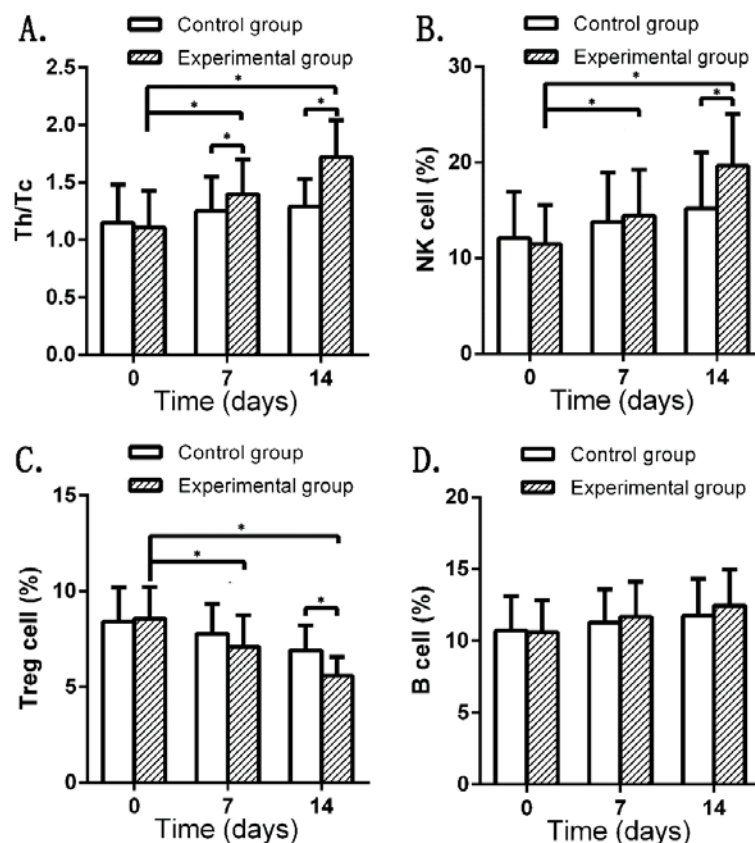 A.
Control group
Experimental group
2.5
2.0
1.5
1.0
0.5
0.0
Th/Tc
*
*
*
*
0
7
14
Time (days)
B.
Control group
Experimental group
30
20
10
0
NK cell (%)
*
*
*
0
7
14
Time (days)
C.
Control group
Experimental group
15
10
5
0
Treg cell (%)
*
*
*
0
7
14
Time (days)
D.
Control group
Experimental group
20
15
10
5
0
B cell (%)
0
7
14
Time (days)